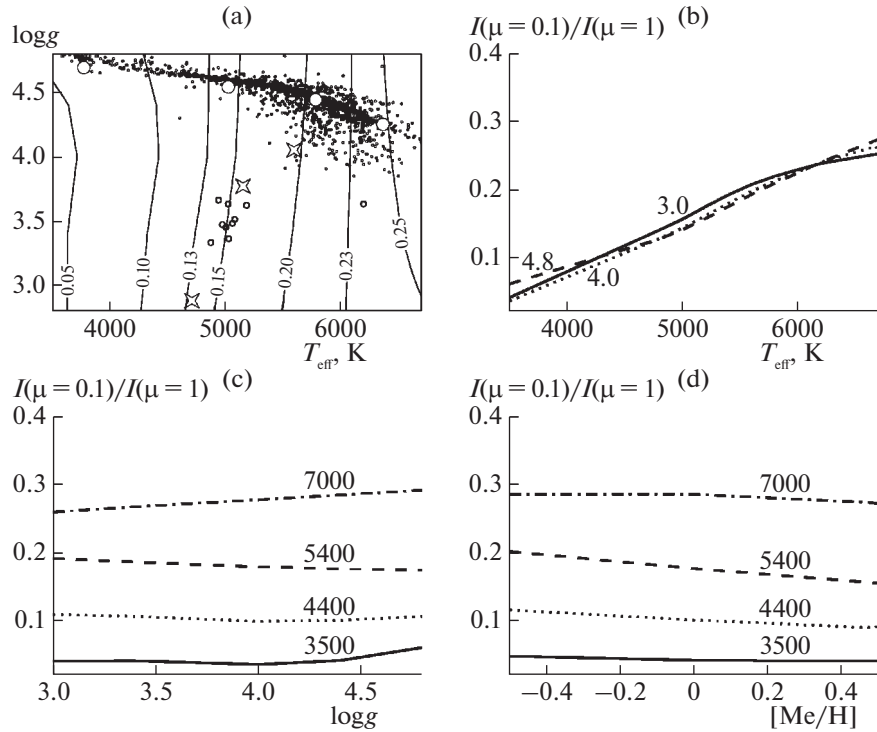 (a)
logg
4.5
4.0
3.5
3.0
0.05
0.10
0.13
0.15
0.20
0.23
0.25
4000 5000 6000
T_eff, K
(b)
I(μ = 0.1)/I(μ = 1)
0.4
0.3
0.2
0.1
3.0
4.8
4.0
4000 5000 6000
T_eff, K
(c)
I(μ = 0.1)/I(μ = 1)
0.4
0.3
0.2
0.1
7000
5400
4400
3500
3.0 3.5 4.0 4.5
logg
(d)
I(μ = 0.1)/I(μ = 1)
0.4
0.3
0.2
0.1
7000
5400
4400
3500
−0.4 −0.2 0 0.2 0.4
[Me/H]